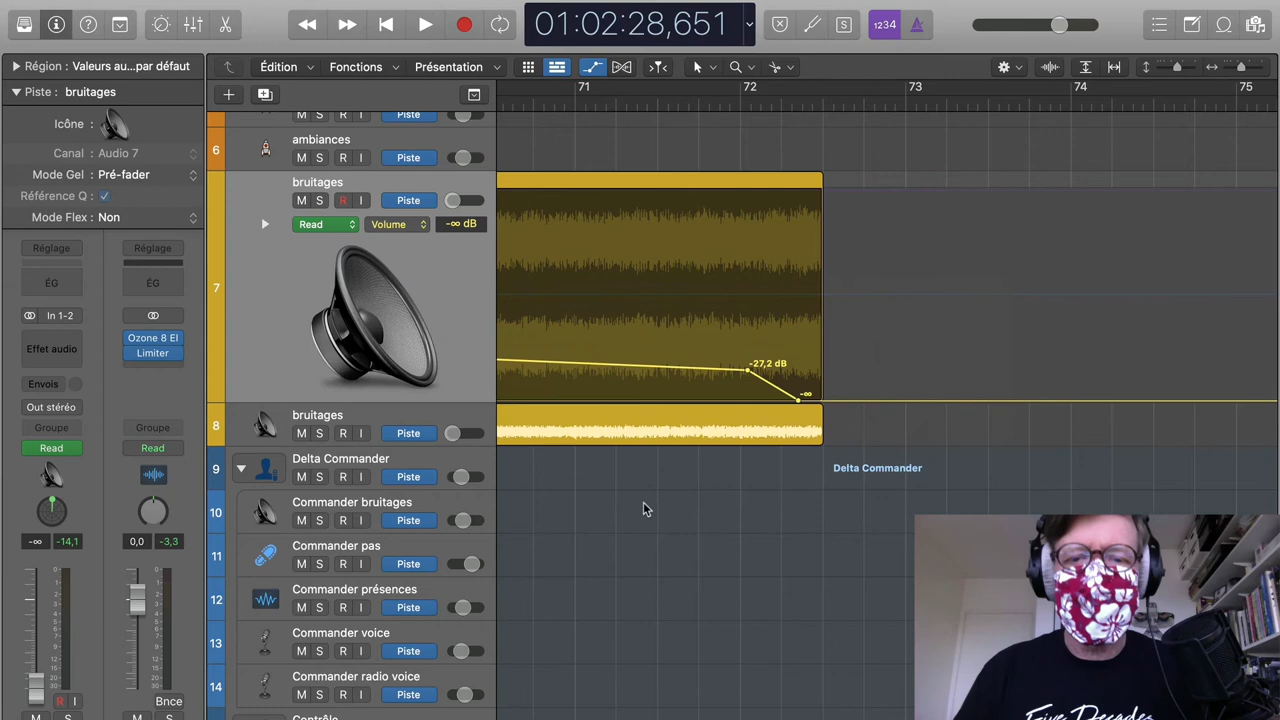 01:02:28,651
1234
Région : Valeurs au...par défaut
Édition
Fonctions
Présentation
Piste : bruitages
71
72
73
74
75
Icône :
Canal : Audio 7
Mode Gel : Pré-fader
Référence Q :
Mode Flex : Non
M S R I Piste
6
ambiances
M S R I Piste
7
bruitages
M S R I Piste
Read
Volume
-∞ dB
-27,2 dB
-∞
8
bruitages
M S R I Piste
9
Delta Commander
M S Piste
Delta Commander
10
Commander bruitages
M S R I Piste
11
Commander pas
M S R I Piste
12
Commander présences
M S R I Piste
13
Commander voice
M S R I Piste
14
Commander radio voice
M S R I Piste
Contrôle
Réglage
Réglage
ÉG
ÉG
In 1-2
Effet audio
Ozone 8 El
Limiter
Envois
Out stéréo
Groupe
Groupe
Read
Read
-∞ -14,1
0,0 -3,3
R I
Bnce
M S
M S
Five Decades